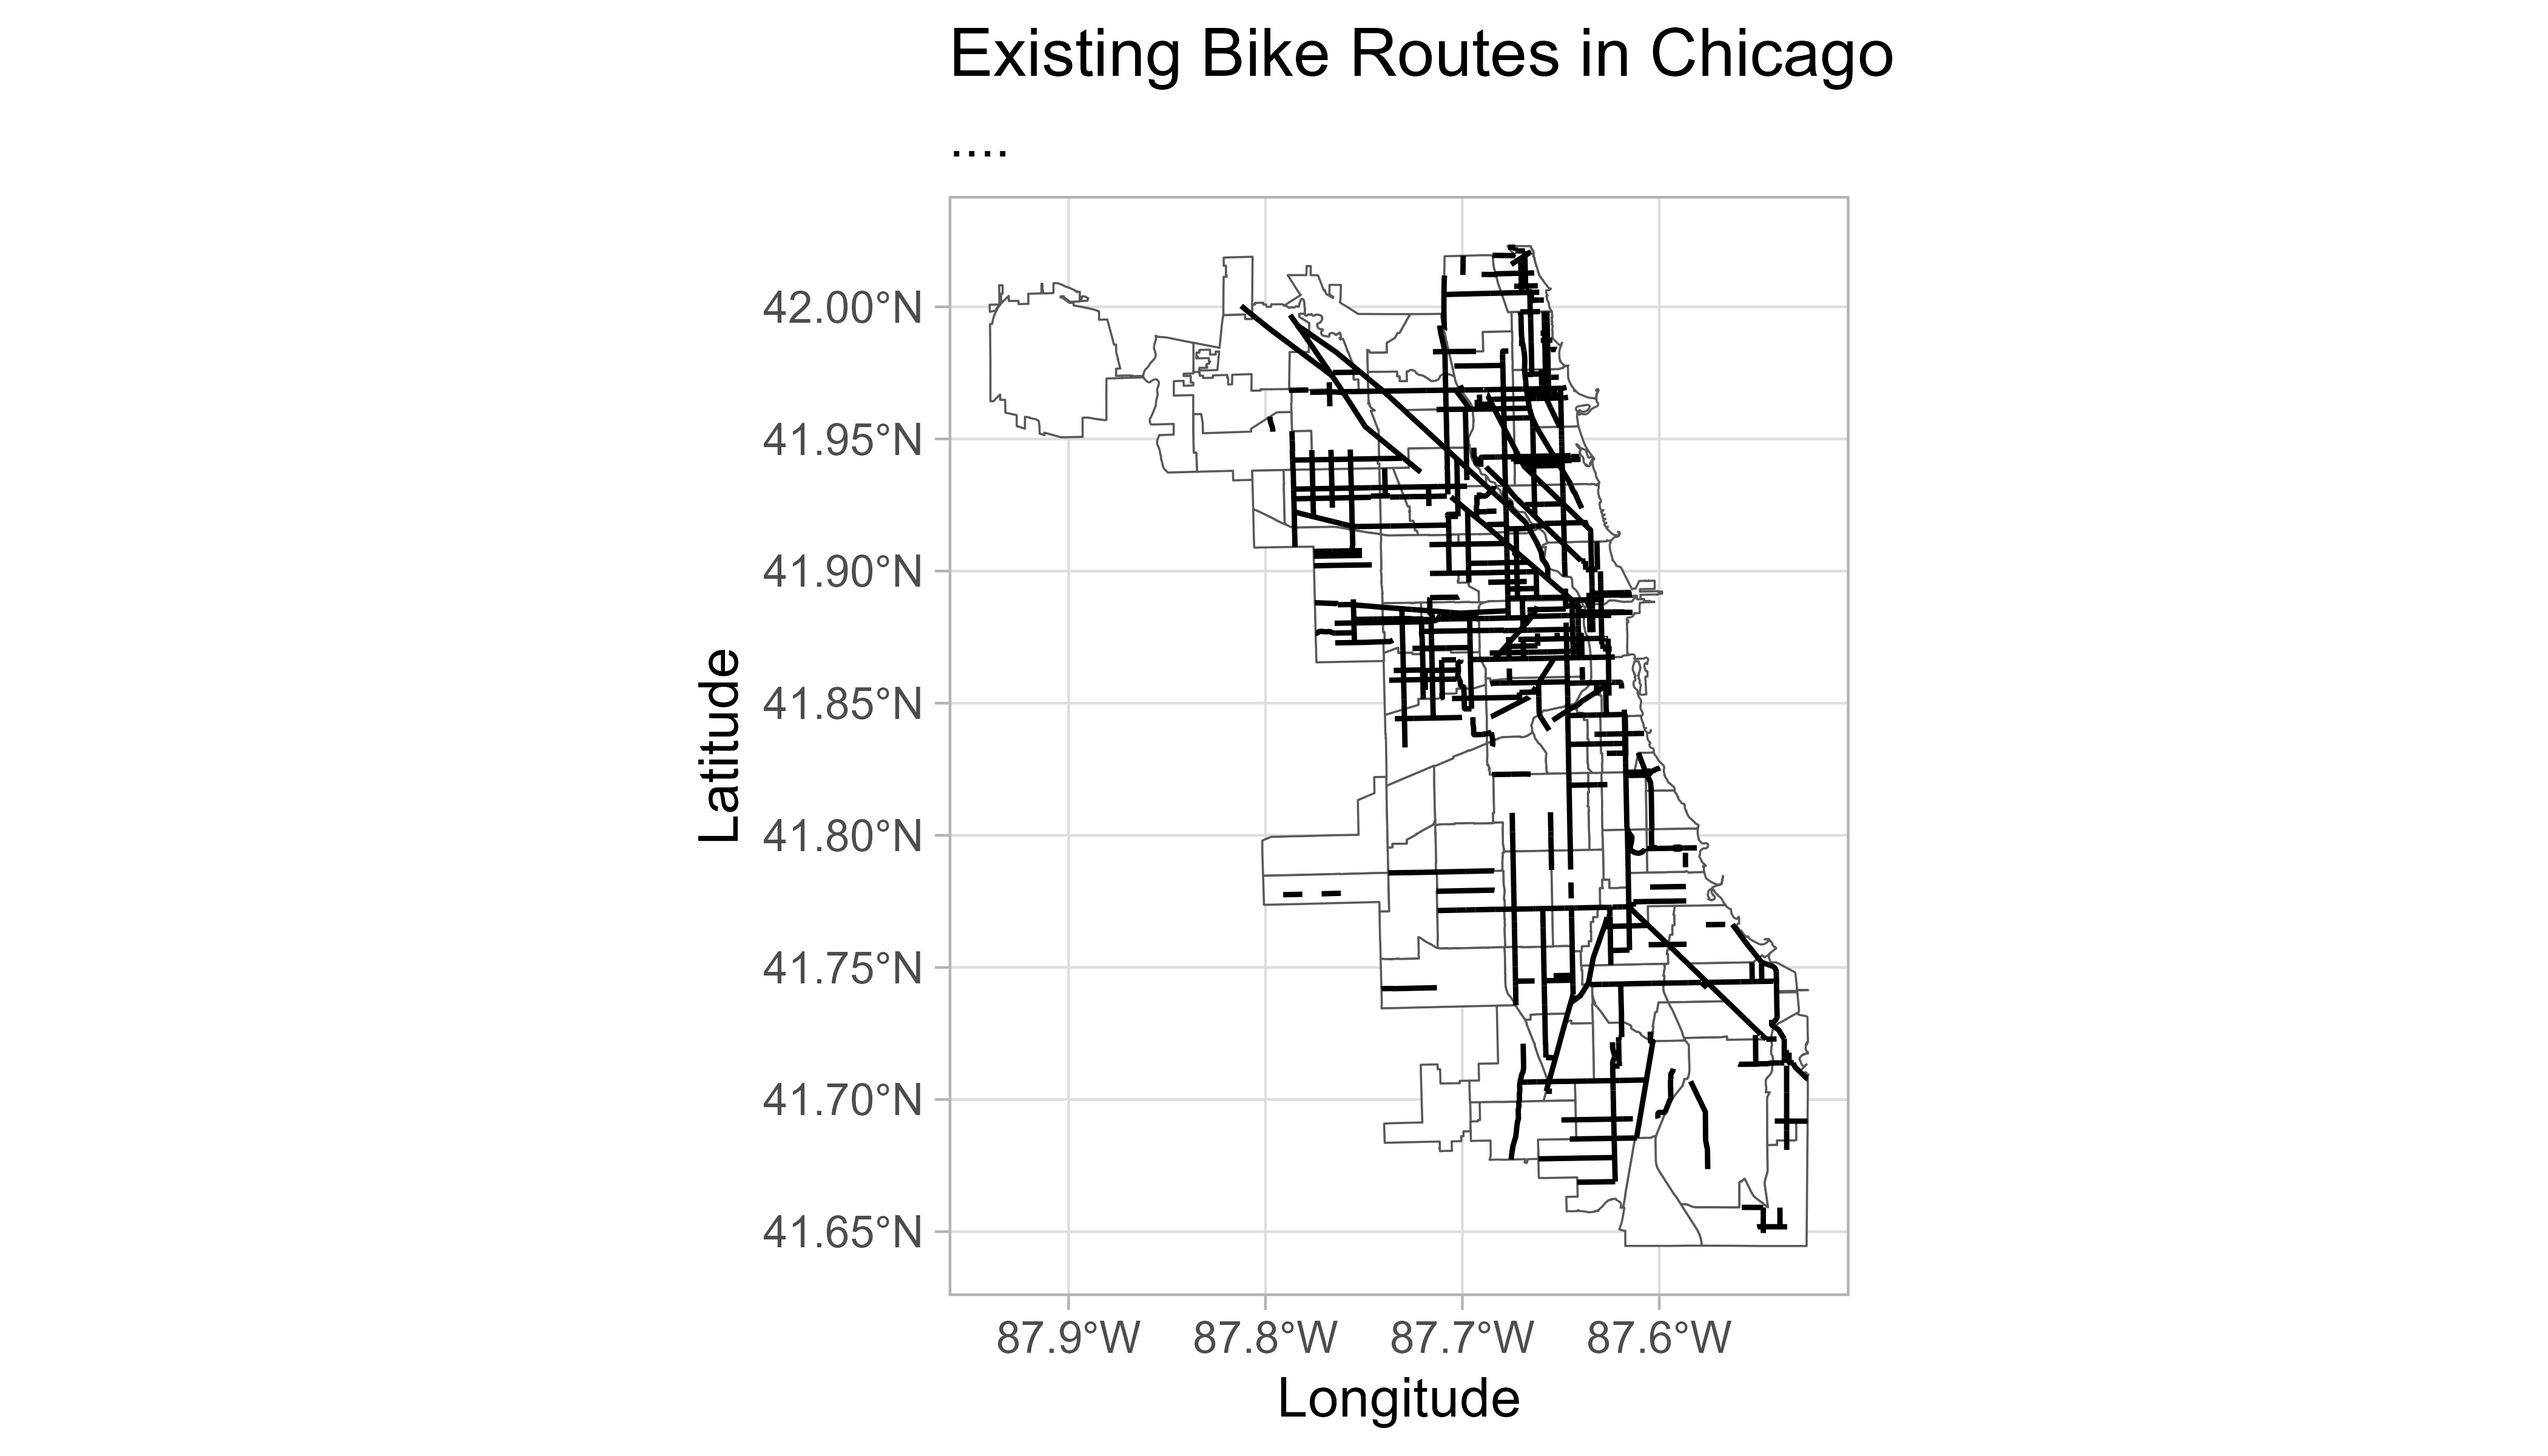 Existing Bike Routes in Chicago
....
42.00°N
41.95°N
41.90°N
41.85°N
41.80°N
41.75°N
41.70°N
41.65°N
Latitude
87.9°W 87.8°W 87.7°W 87.6°W
Longitude